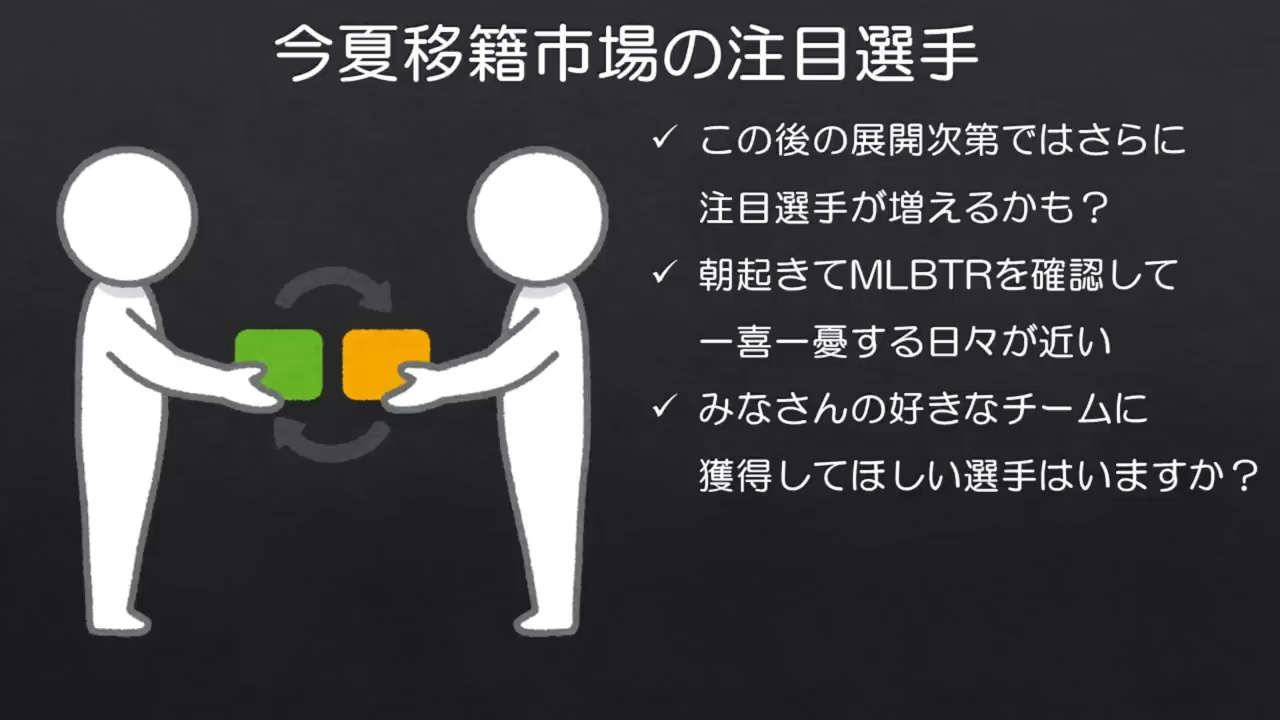 今夏移籍市場の注目選手
✓ この後の展開次第ではさらに
注目選手が増えるかも？
✓ 朝起きてMLBTRを確認して
一喜一憂する日々が近い
✓ みなさんの好きなチームに
獲得してほしい選手はいますか？